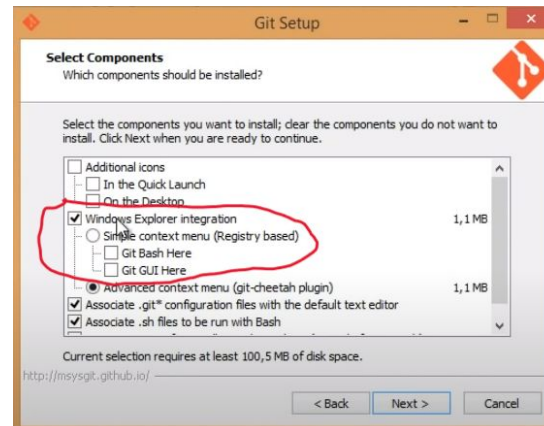 Git Setup
Select Components
Which components should be installed?
Select the components you want to install; clear the components you do not want to
install. Click Next when you are ready to continue.
Additional icons
In the Quick Launch
On the Desktop
Windows Explorer integration 1,1 MB
Simple context menu (Registry based)
Git Bash Here
Git GUI Here
Advanced context menu (git-cheetah plugin) 1,1 MB
Associate .git* configuration files with the default text editor
Associate .sh files to be run with Bash
Current selection requires at least 100,5 MB of disk space.
http://msysgit.github.io/
< Back
Next >
Cancel